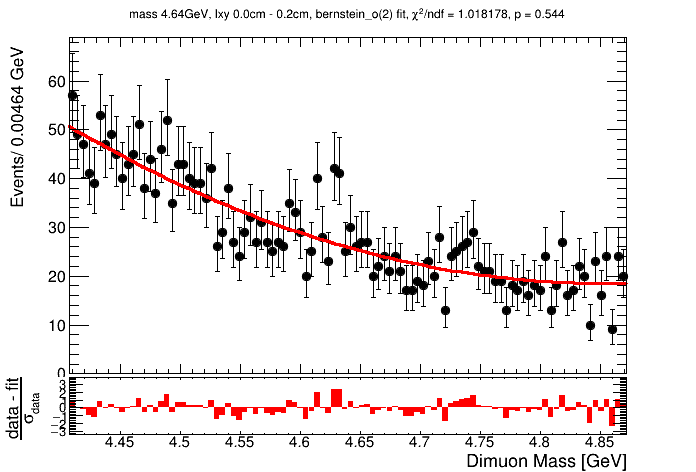 mass 4.64GeV, lxy 0.0cm - 0.2cm, bernstein_o(2) fit, χ²/ndf = 1.018178, p = 0.544
Events/ 0.00464 GeV
60
50
40
30
20
10
0
data - fit
σdata
3
2
1
0
−1
−2
−3
4.45 4.5 4.55 4.6 4.65 4.7 4.75 4.8 4.85
Dimuon Mass [GeV]